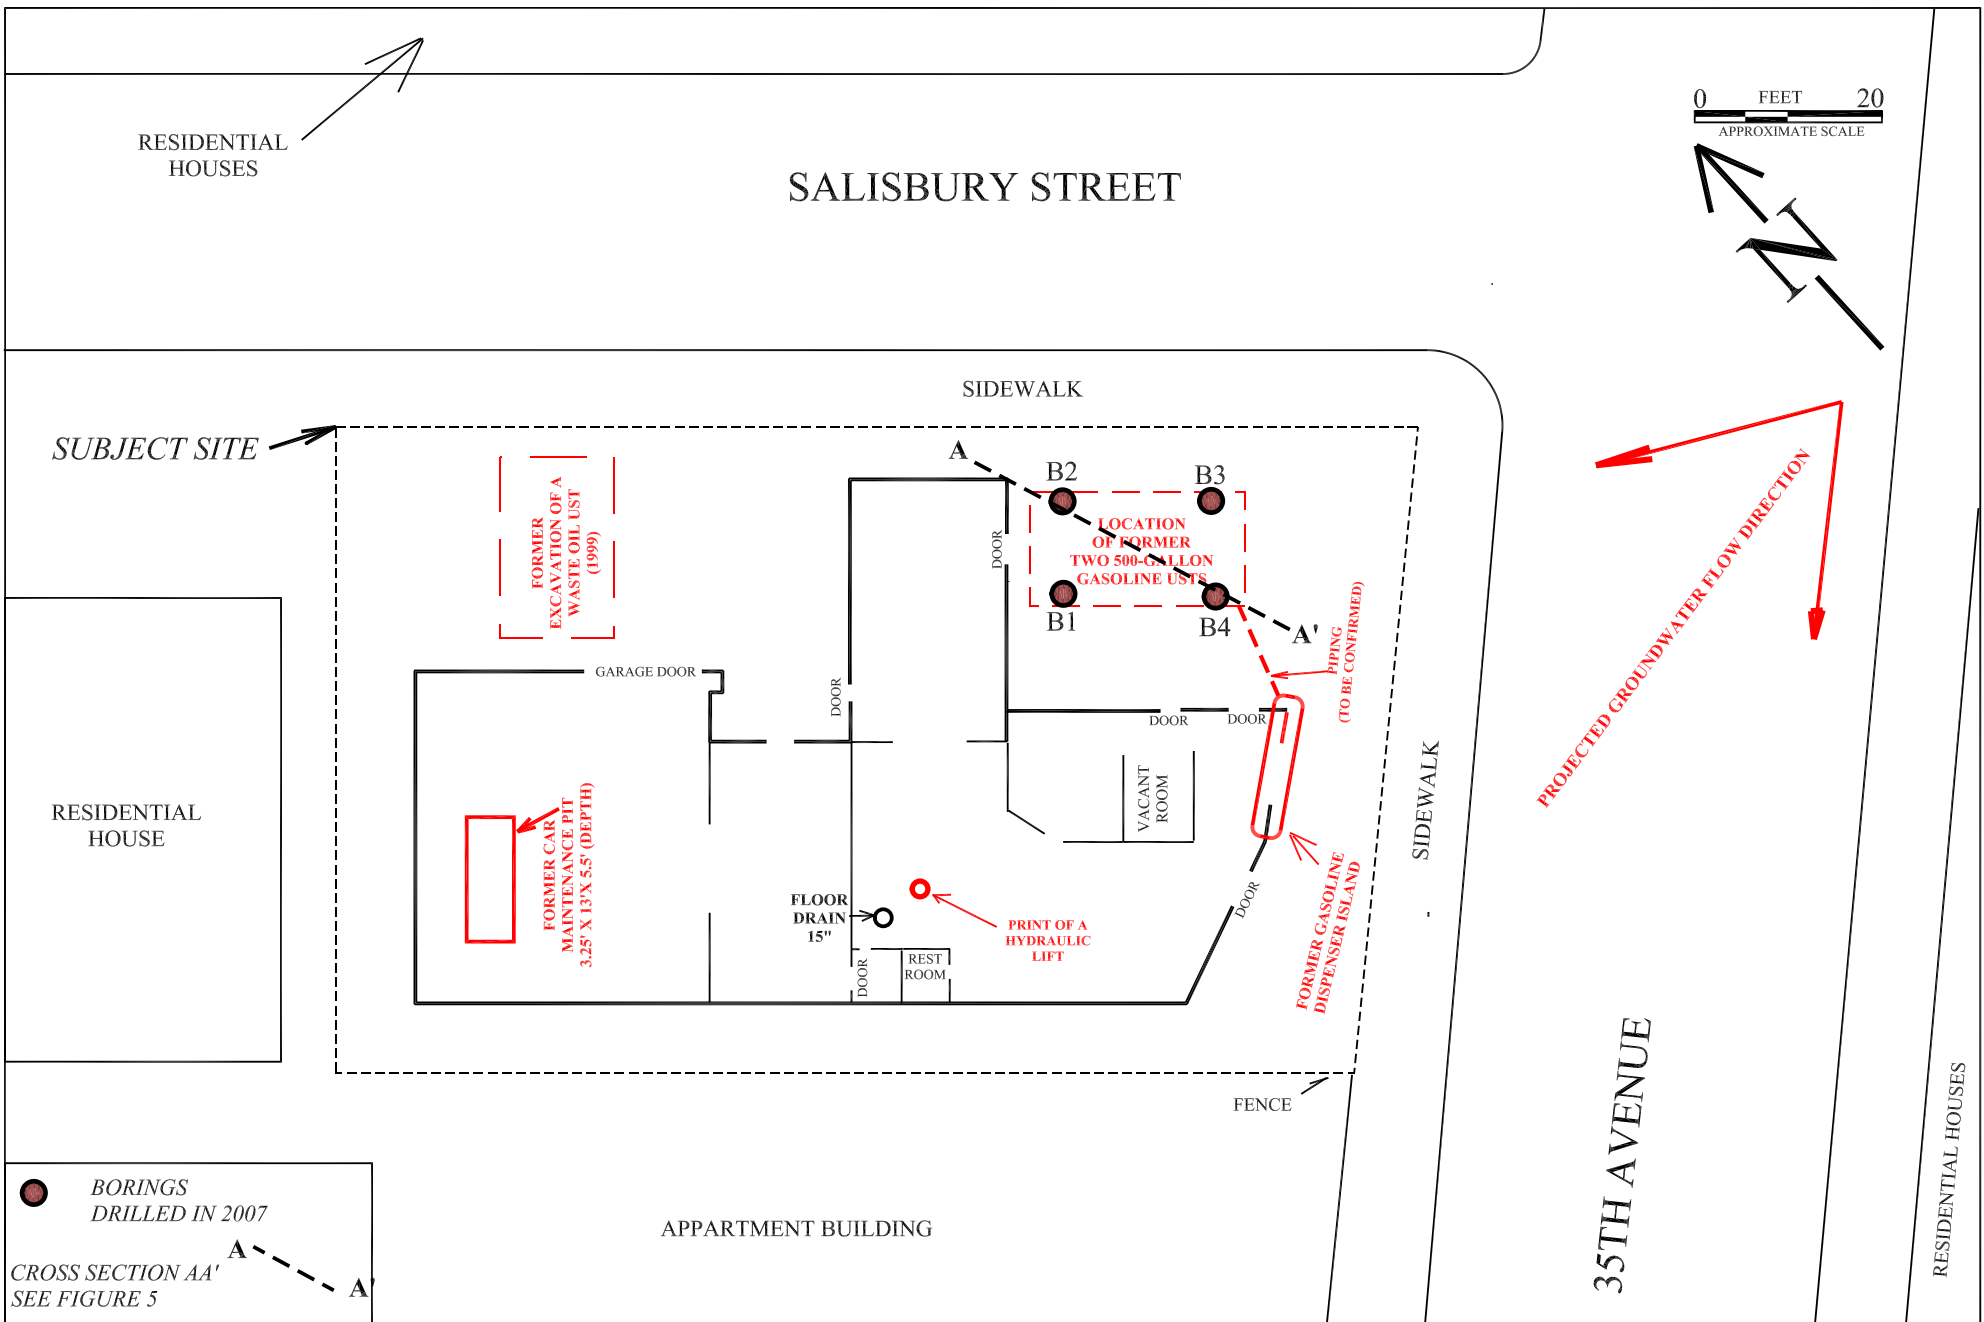 RESIDENTIAL
HOUSES
SALISBURY STREET
0 FEET 20
APPROXIMATE SCALE
N
SIDEWALK
SUBJECT SITE
FORMER
EXCAVATION OF A
WASTE OIL UST
(1999)
A
B2
B3
LOCATION
OF FORMER
TWO 500-GALLON
GASOLINE USTS
B1
B4
A'
DOOR
PIPING
(TO BE CONFIRMED)
PROJECTED GROUNDWATER FLOW DIRECTION
GARAGE DOOR
DOOR
DOOR
DOOR
VACANT
ROOM
SIDEWALK
RESIDENTIAL
HOUSE
FORMER CAR
MAINTENANCE PIT
3.25' X 13'X 5.5' (DEPTH)
FLOOR
DRAIN
15"
PRINT OF A
HYDRAULIC
LIFT
DOOR
FORMER GASOLINE
DISPENSER ISLAND
DOOR
REST
ROOM
FENCE
35TH AVENUE
RESIDENTIAL HOUSES
APPARTMENT BUILDING
BORINGS
DRILLED IN 2007
A
A'
CROSS SECTION AA'
SEE FIGURE 5